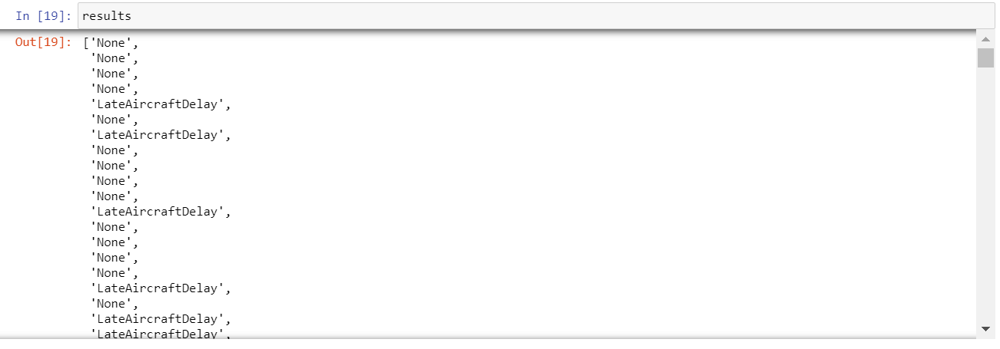 In [19]: results
Out[19]: ['None',
'None',
'None',
'None',
'LateAircraftDelay',
'None',
'LateAircraftDelay',
'None',
'None',
'None',
'None',
'LateAircraftDelay',
'None',
'None',
'None',
'None',
'LateAircraftDelay',
'None',
'LateAircraftDelay',
'LateAircraftDelay',